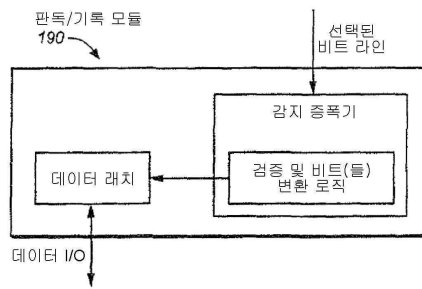 판독/기록 모듈
190
선택된
비트 라인
감지 증폭기
데이터 래치
검증 및 비트(들)
변환 로직
데이터 I/O